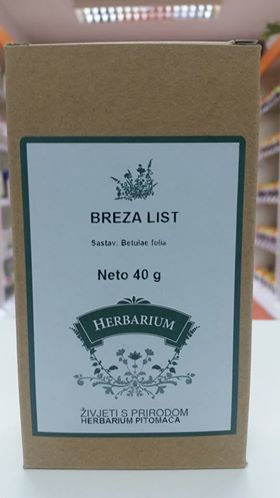 BREZA LIST
Sastav: Betulae folia
Neto 40 g
HERBARIUM
ŽIVJETI S PRIRODOM
HERBARIUM PITOMAČA